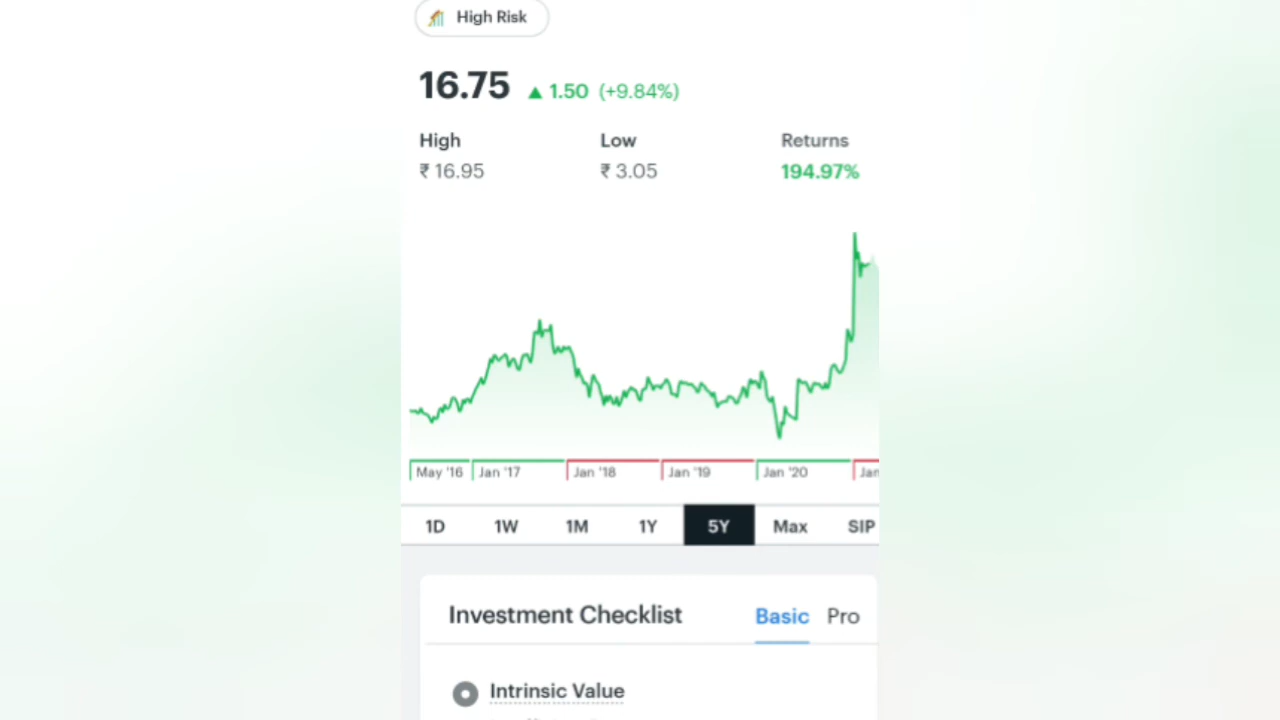 High Risk
16.75 ▲ 1.50 (+9.84%)
High Low Returns
₹ 16.95 ₹ 3.05 194.97%
May '16 Jan '17 Jan '18 Jan '19 Jan '20 Jan
1D 1W 1M 1Y 5Y Max SIP
Investment Checklist Basic Pro
Intrinsic Value